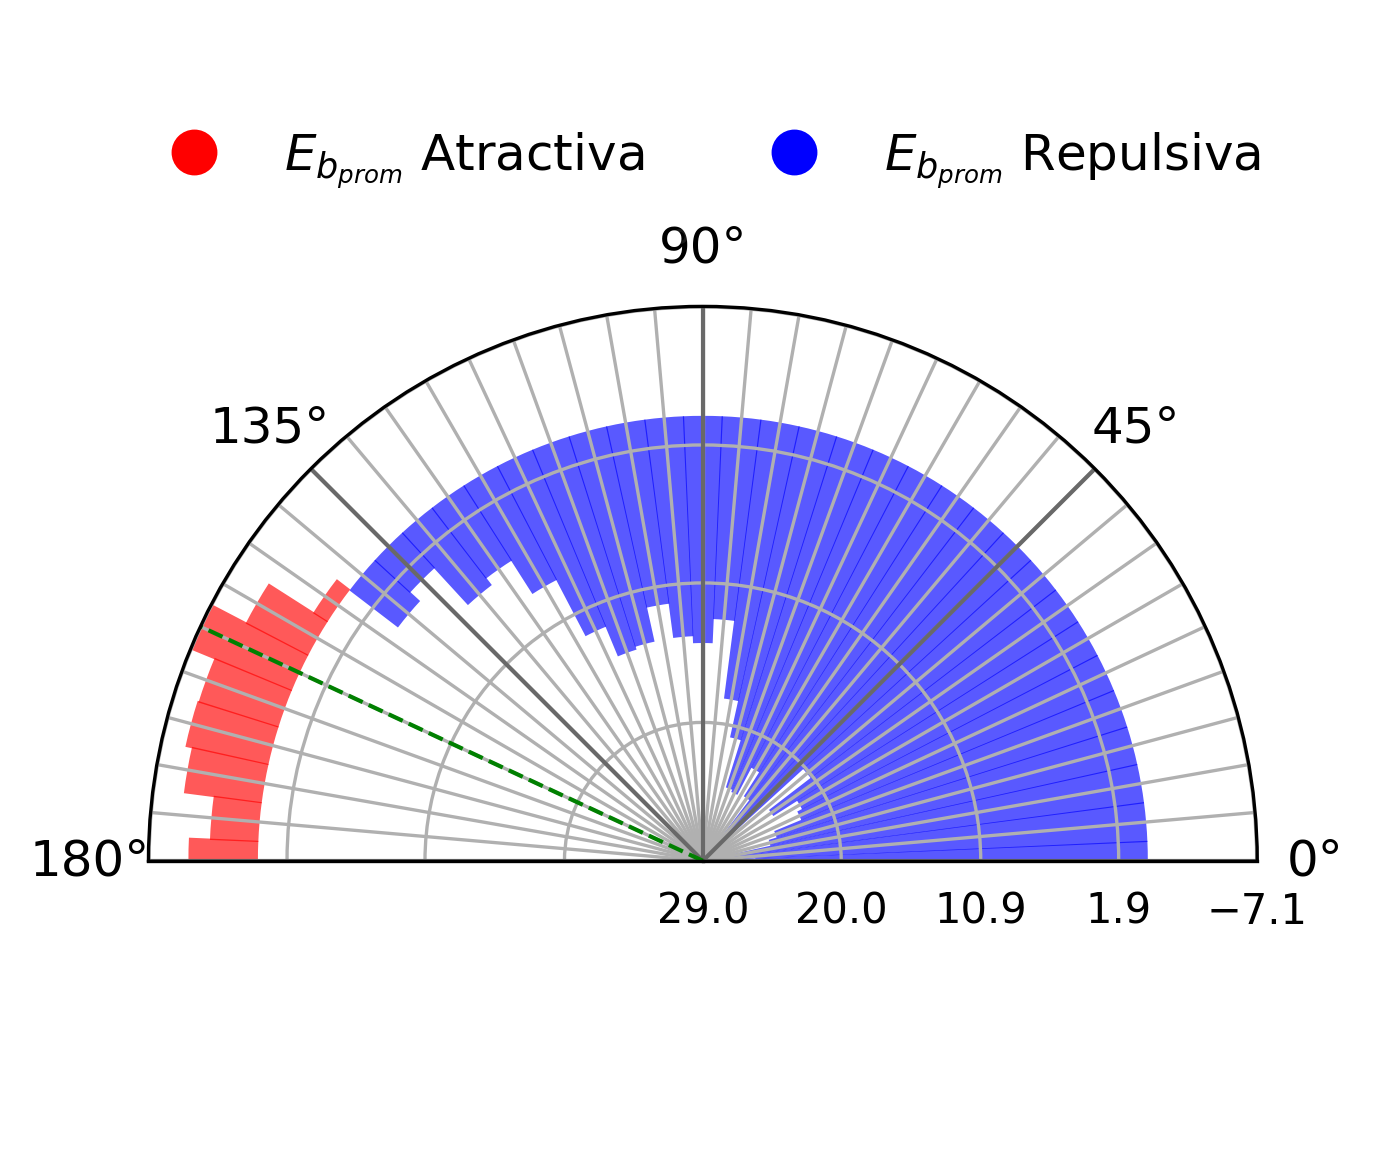 E_{b_{prom}} Atractiva E_{b_{prom}} Repulsiva
90°
135° 45°
180° 0°
29.0 20.0 10.9 1.9 −7.1